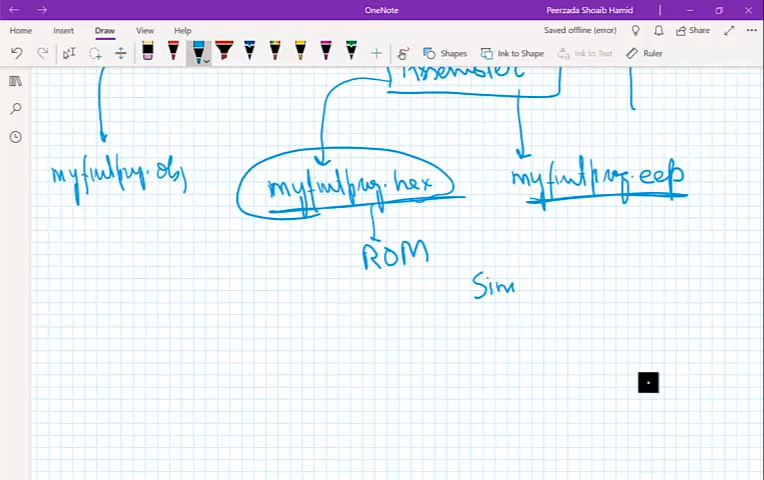 OneNote
Peerzada Shoaib Hamid
Home Insert Draw View Help
Saved offline (error)
Share
Shapes
Ink to Shape
Ink to Text
Ruler
Assembler
myfirstprg.obj
myfirstprg.hex
myfirstprg.eep
ROM
Sim